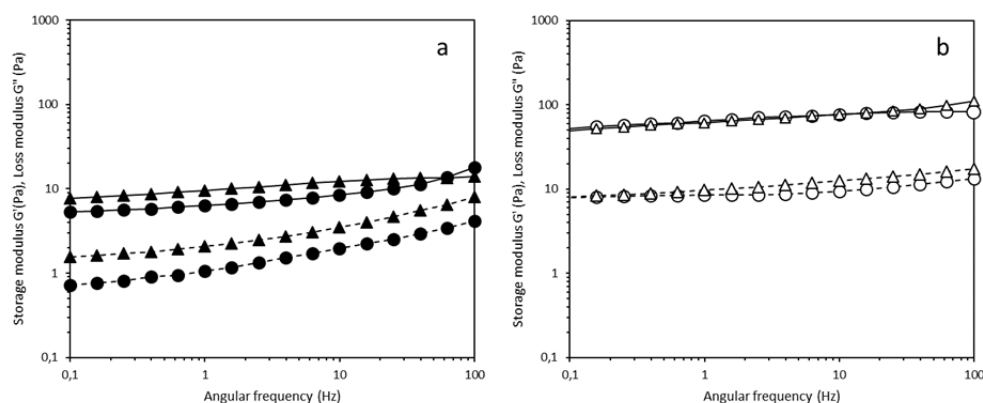 a
Storage modulus G'(Pa), Loss modulus G" (Pa)
1000
100
10
1
0,1
0,1 1 10 100
Angular frequency (Hz)
b
Storage modulus G' (Pa), Loss modulus G" (Pa)
1000
100
10
1
0,1
0,1 1 10 100
Angular frequency (Hz)